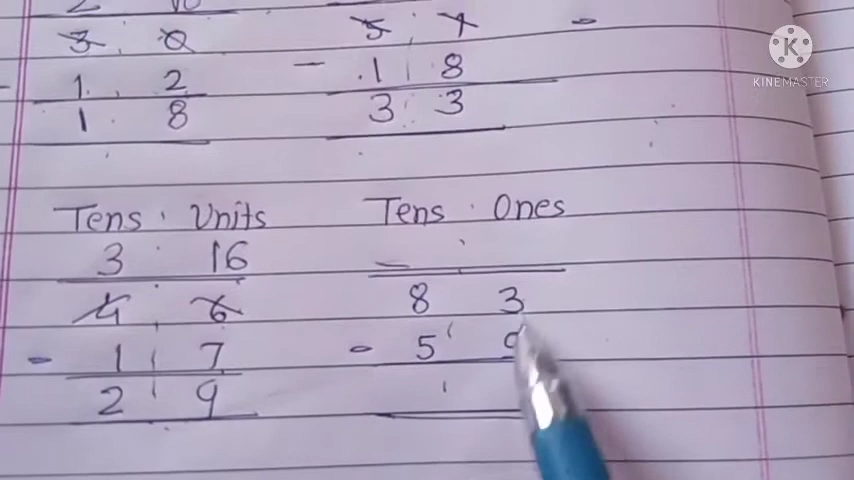 3 0 5 1 -
- 1 2 - 1 8
1 8 3 3
Tens Units Tens Ones
3 16
4 6 8 3
- 1 7 - 5
2 9
K
KINEMASTER